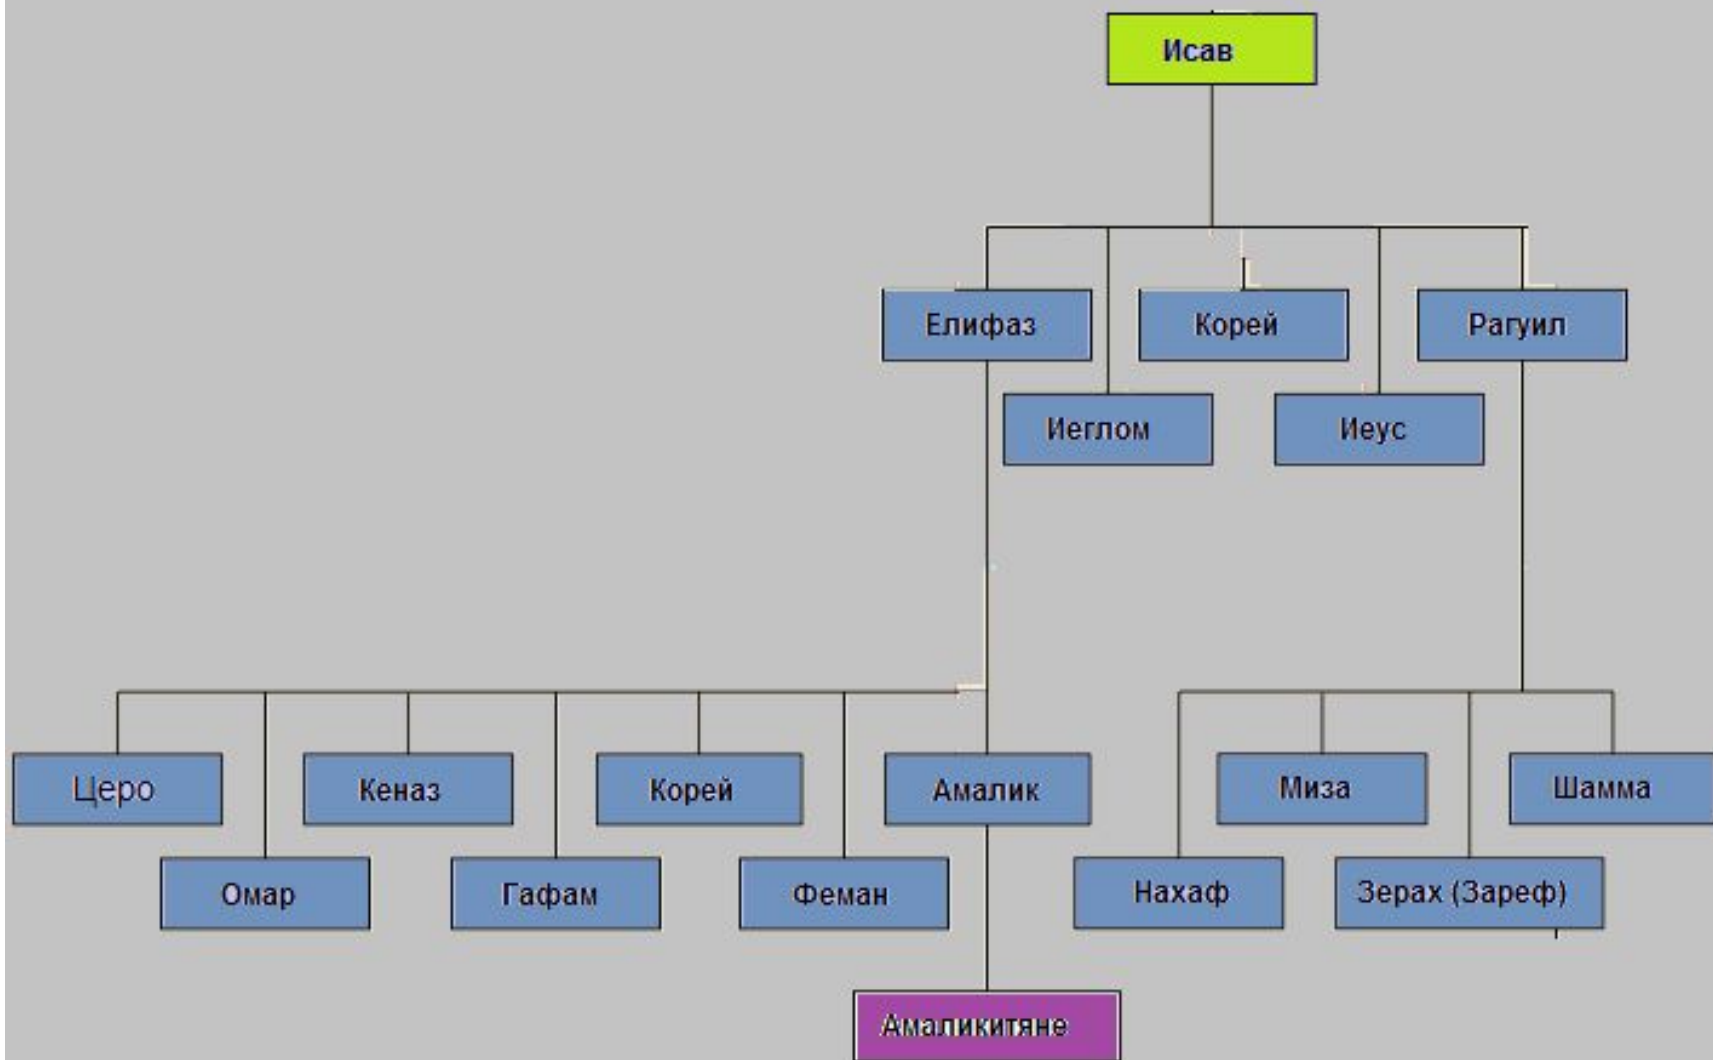 Исав
Елифаз
Корей
Рагуил
Иеглом
Иеус
Церо
Кеназ
Корей
Амалик
Миза
Шамма
Омар
Гафам
Феман
Нахаф
Зерах (Зареф)
Амаликитяне